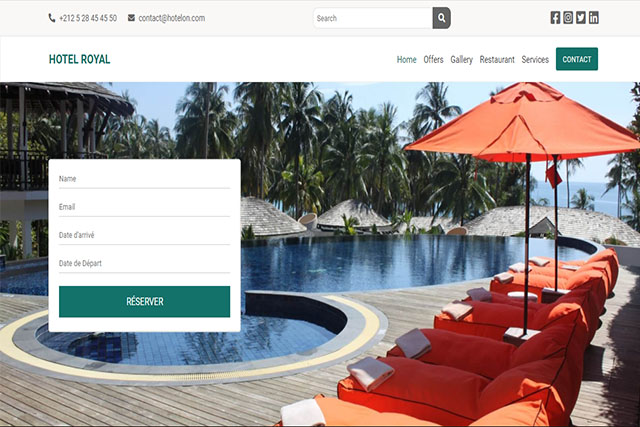 +212 5 28 45 45 50 contact@hotelon.com Search
HOTEL ROYAL Home Offers Gallery Restaurant Services CONTACT
Name
Email
Date d'arrivé
Date de Départ
RÉSERVER